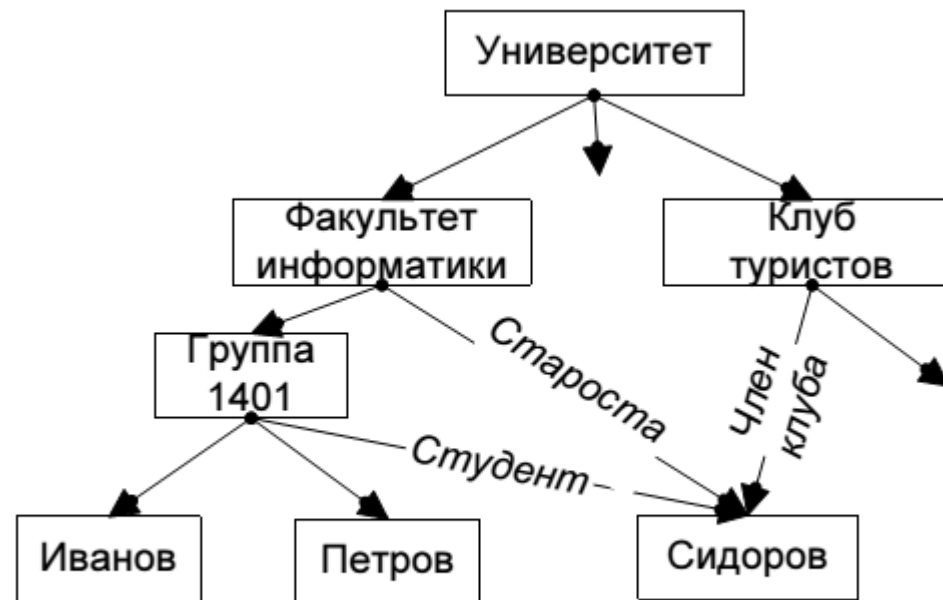 Университет
Факультет
информатики
Клуб
туристов
Группа
1401
Староста
Член
клуба
Студент
Иванов
Петров
Сидоров